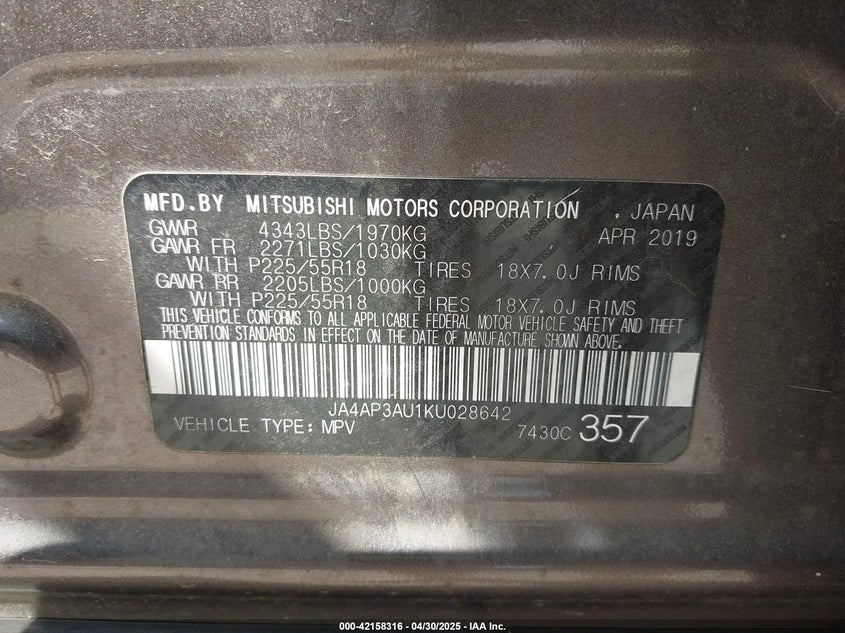 MFD.BY MITSUBISHI MOTORS CORPORATION , JAPAN
GVWR 4343LBS/1970KG APR 2019
GAWR FR 2271LBS/1030KG
WITH P225/55R18 TIRES 18X7.0J RIMS
GAWR RR 2205LBS/1000KG
WITH P225/55R18 TIRES 18X7.0J RIMS
THIS VEHICLE CONFORMS TO ALL APPLICABLE FEDERAL MOTOR VEHICLE SAFETY AND THEFT
PREVENTION STANDARDS IN EFFECT ON THE DATE OF MANUFACTURE SHOWN ABOVE.
JA4AP3AU1KU028642
VEHICLE TYPE: MPV 7430C 357
000-42158316 - 04/30/2025 - IAA Inc.